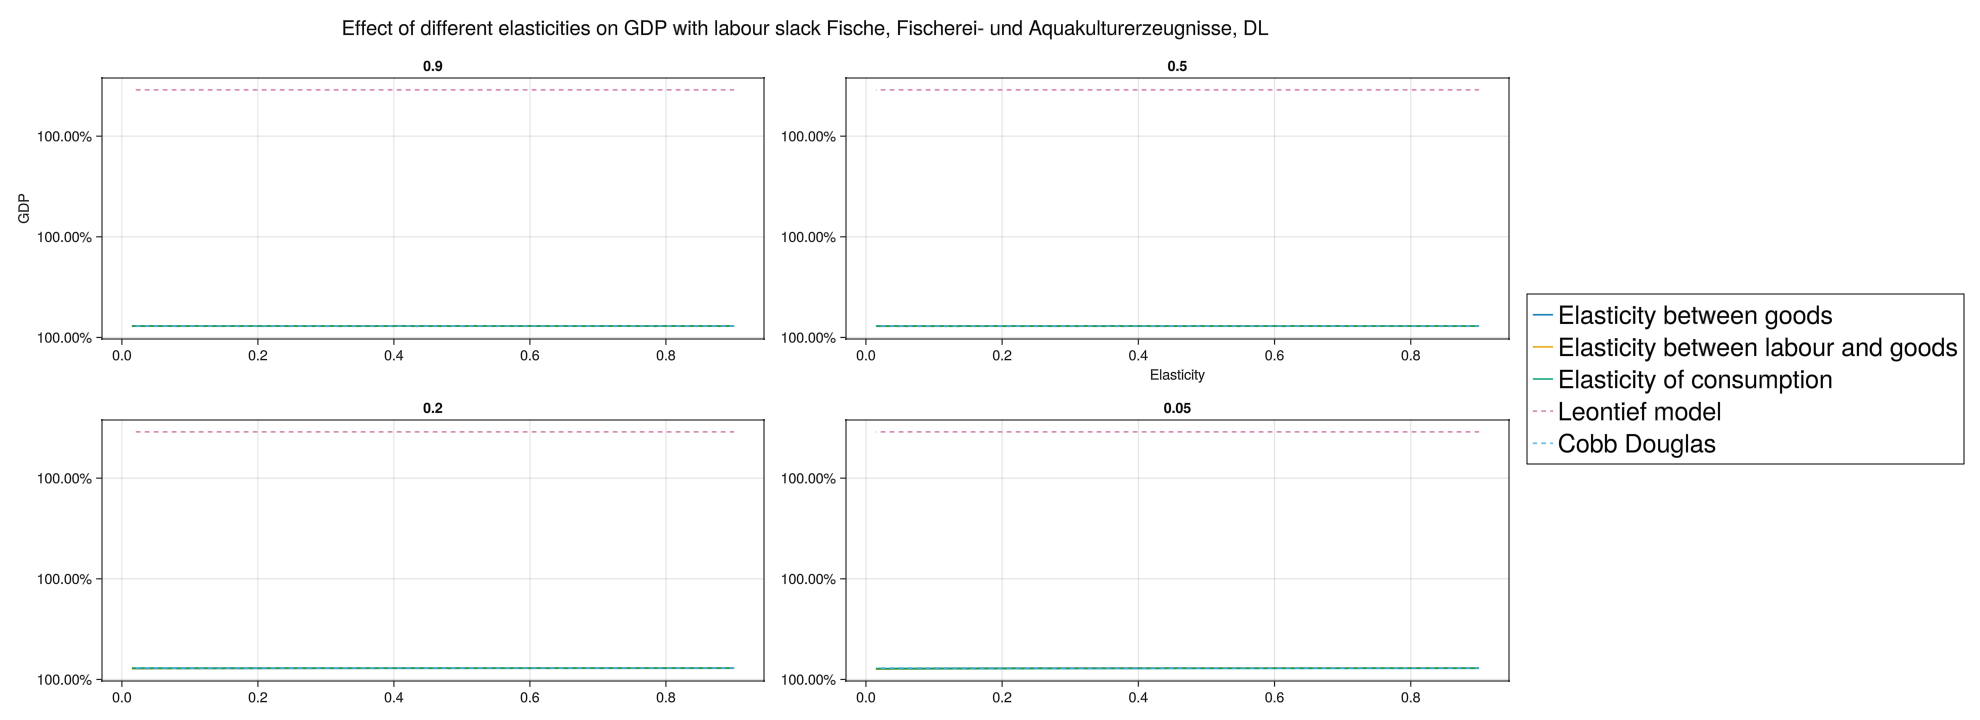 Effect of different elasticities on GDP with labour slack Fische, Fischerei- und Aquakulturerzeugnisse, DL
0.9
100.00%
100.00%
100.00%
GDP
0.0 0.2 0.4 0.6 0.8
0.5
100.00%
100.00%
100.00%
0.0 0.2 0.4 0.6 0.8
Elasticity
0.2
100.00%
100.00%
100.00%
0.0 0.2 0.4 0.6 0.8
0.05
100.00%
100.00%
100.00%
0.0 0.2 0.4 0.6 0.8
Elasticity between goods
Elasticity between labour and goods
Elasticity of consumption
Leontief model
Cobb Douglas